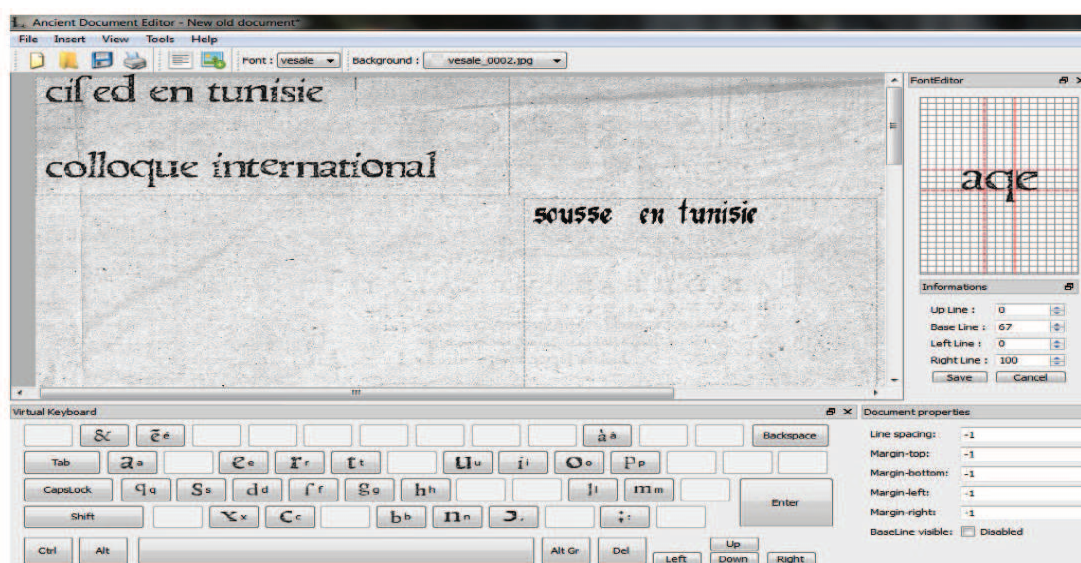 Ancient Document Editor - New old document*
File Insert View Tools Help
Font : vesale Background : vesale_0002.jpg
cifed en tunisie
colloque international
sousse en tunisie
FontEditor
aqe
Informations
Up Line : 0
Base Line : 67
Left Line : 0
Right Line : 100
Save Cancel
Virtual Keyboard
& ē é à à Backspace
Tab a a e e r r t t u u i i o o p p
CapsLock q q s s d d f f g g h h l l m m Enter
Shift x x c c b b n n , , ; :
Ctrl Alt Alt Gr Del Left Up Down Right
Document properties
Line spacing: -1
Margin-top: -1
Margin-bottom: -1
Margin-left: -1
Margin-right: -1
BaseLine visible: Disabled